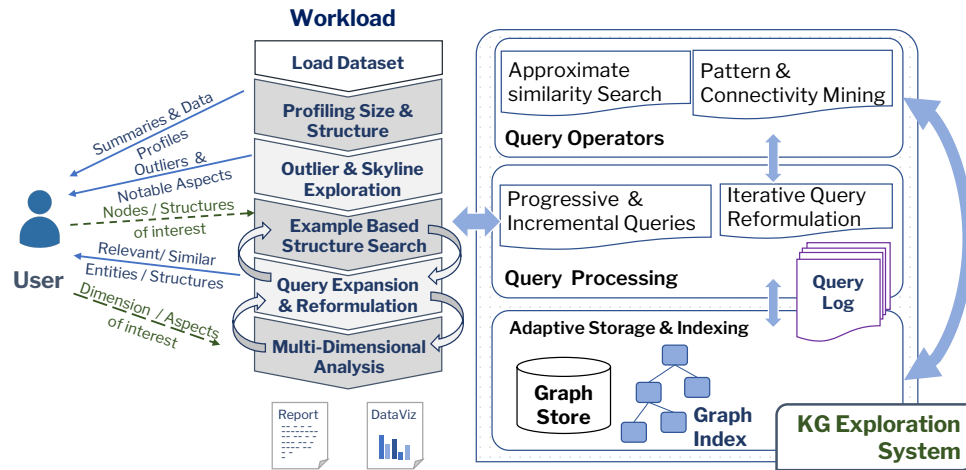 Workload
Load Dataset
Profiling Size &
Structure
Outlier & Skyline
Exploration
Example Based
Structure Search
Query Expansion
& Reformulation
Multi-Dimensional
Analysis
Summaries & Data
Profiles
Outliers &
Notable Aspects
Nodes / Structures
of interest
Relevant/ Similar
Entities / Structures
Dimension / Aspects
of interest
User
Report
DataViz
Approximate
similarity Search
Pattern &
Connectivity Mining
Query Operators
Progressive &
Incremental Queries
Iterative Query
Reformulation
Query Processing
Query
Log
Adaptive Storage & Indexing
Graph
Store
Graph
Index
KG Exploration
System